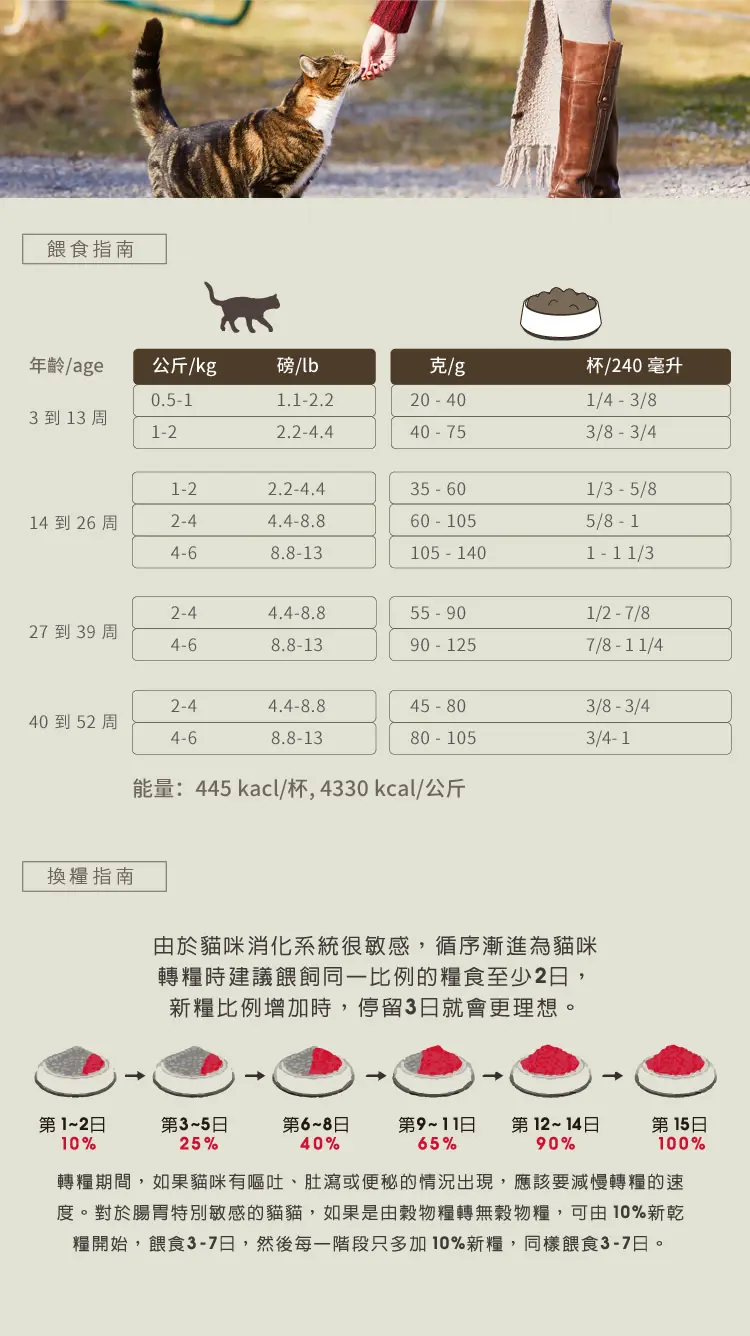 餵食指南
年齡/age 公斤/kg 磅/lb 克/g 杯/240 毫升
3 到 13 周
0.5-1 1.1-2.2 20 - 40 1/4 - 3/8
1-2 2.2-4.4 40 - 75 3/8 - 3/4
14 到 26 周
1-2 2.2-4.4 35 - 60 1/3 - 5/8
2-4 4.4-8.8 60 - 105 5/8 - 1
4-6 8.8-13 105 - 140 1 - 1 1/3
27 到 39 周
2-4 4.4-8.8 55 - 90 1/2 - 7/8
4-6 8.8-13 90 - 125 7/8 - 1 1/4
40 到 52 周
2-4 4.4-8.8 45 - 80 3/8 - 3/4
4-6 8.8-13 80 - 105 3/4- 1
能量：445 kacl/杯, 4330 kcal/公斤
換糧指南
由於貓咪消化系統很敏感，循序漸進為貓咪
轉糧時建議餵飼同一比例的糧食至少2日，
新糧比例增加時，停留3日就會更理想。
第 1~2日 第3~5日 第6~8日 第9~11日 第 12~14日 第 15日
10% 25% 40% 65% 90% 100%
轉糧期間，如果貓咪有嘔吐、肚瀉或便秘的情況出現，應該要減慢轉糧的速
度。對於腸胃特別敏感的貓貓，如果是由穀物糧轉無穀物糧，可由 10%新乾
糧開始，餵食3-7日，然後每一階段只多加 10%新糧，同樣餵食3-7日。